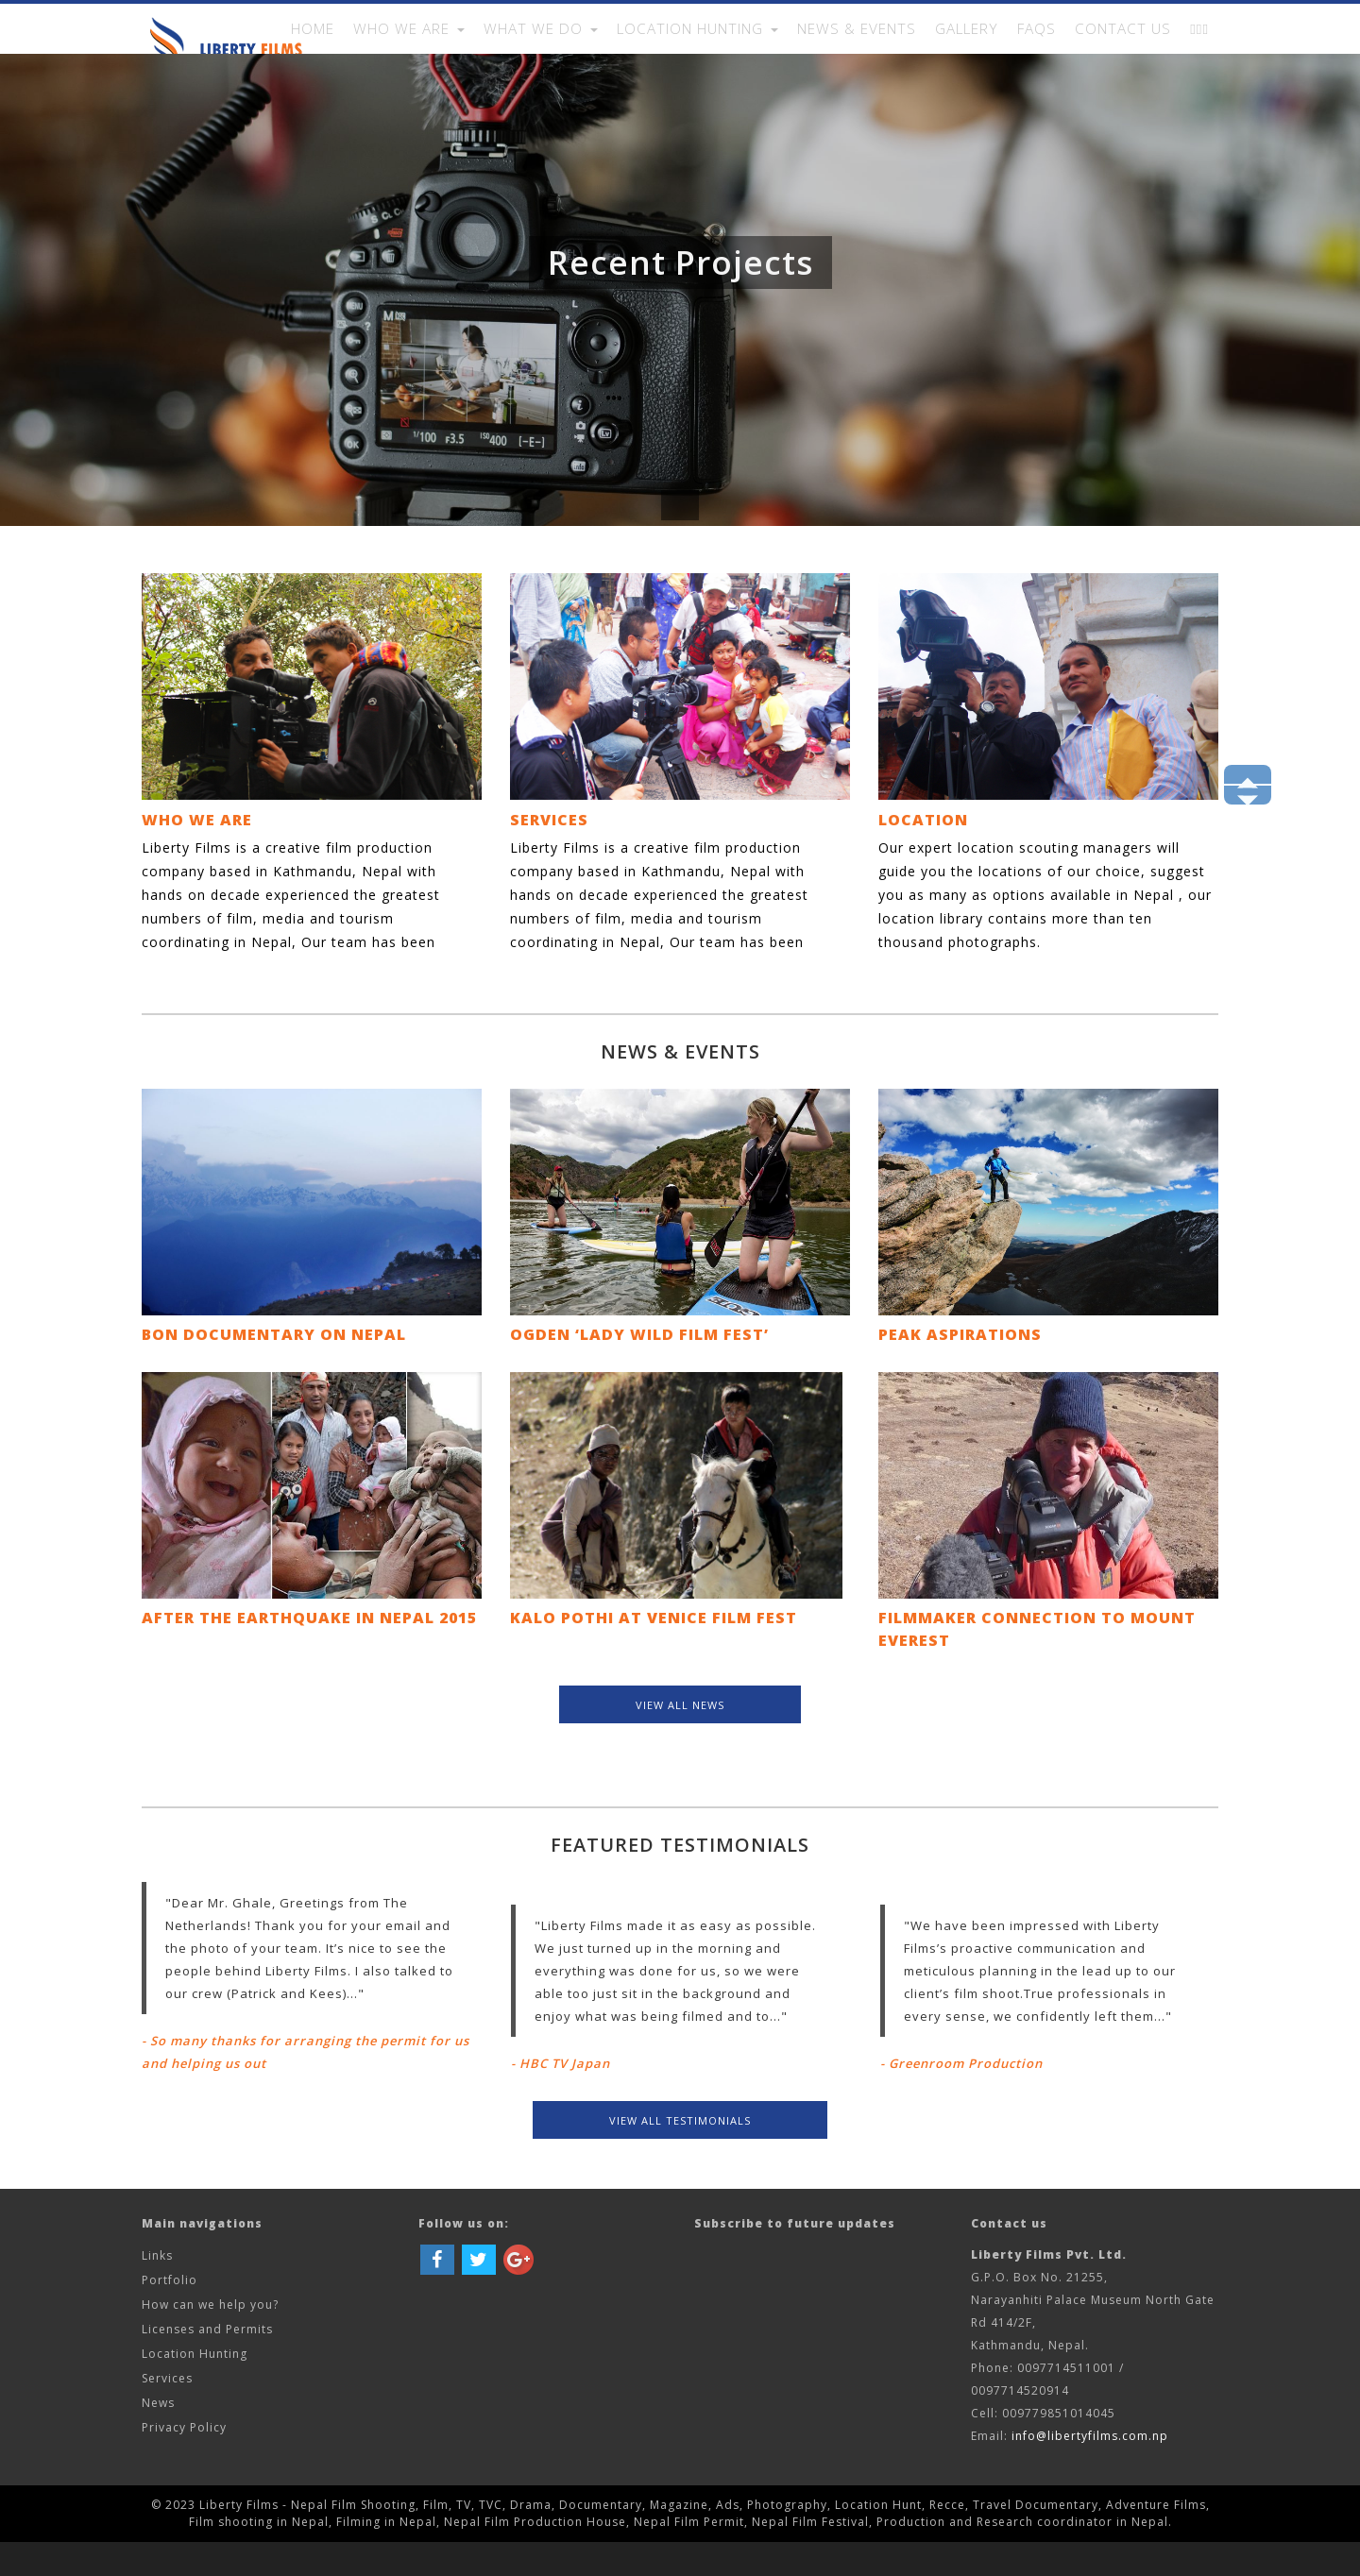 LIBERTY FILMS
HOME WHO WE ARE WHAT WE DO LOCATION HUNTING NEWS & EVENTS GALLERY FAQS CONTACT US
Recent Projects
MENU
OK
M
1/100 F3.5 ISO 400 [-E-]
L
i
Lv
info
WHO WE ARE
Liberty Films is a creative film production
company based in Kathmandu, Nepal with
hands on decade experienced the greatest
numbers of film, media and tourism
coordinating in Nepal, Our team has been
SERVICES
Liberty Films is a creative film production
company based in Kathmandu, Nepal with
hands on decade experienced the greatest
numbers of film, media and tourism
coordinating in Nepal, Our team has been
LOCATION
Our expert location scouting managers will
guide you the locations of our choice, suggest
you as many as options available in Nepal , our
location library contains more than ten
thousand photographs.
NEWS & EVENTS
BON DOCUMENTARY ON NEPAL
OGDEN ‘LADY WILD FILM FEST’
PEAK ASPIRATIONS
AFTER THE EARTHQUAKE IN NEPAL 2015
KALO POTHI AT VENICE FILM FEST
FILMMAKER CONNECTION TO MOUNT
EVEREST
VIEW ALL NEWS
FEATURED TESTIMONIALS
"Dear Mr. Ghale, Greetings from The
Netherlands! Thank you for your email and
the photo of your team. It’s nice to see the
people behind Liberty Films. I also talked to
our crew (Patrick and Kees)..."
- So many thanks for arranging the permit for us
and helping us out
"Liberty Films made it as easy as possible.
We just turned up in the morning and
everything was done for us, so we were
able too just sit in the background and
enjoy what was being filmed and to..."
- HBC TV Japan
"We have been impressed with Liberty
Films’s proactive communication and
meticulous planning in the lead up to our
client’s film shoot.True professionals in
every sense, we confidently left them..."
- Greenroom Production
VIEW ALL TESTIMONIALS
Main navigations
Links
Portfolio
How can we help you?
Licenses and Permits
Location Hunting
Services
News
Privacy Policy
Follow us on:
f
G+
Subscribe to future updates
Contact us
Liberty Films Pvt. Ltd.
G.P.O. Box No. 21255,
Narayanhiti Palace Museum North Gate
Rd 414/2F,
Kathmandu, Nepal.
Phone: 0097714511001 /
0097714520914
Cell: 009779851014045
Email: info@libertyfilms.com.np
© 2023 Liberty Films - Nepal Film Shooting, Film, TV, TVC, Drama, Documentary, Magazine, Ads, Photography, Location Hunt, Recce, Travel Documentary, Adventure Films,
Film shooting in Nepal, Filming in Nepal, Nepal Film Production House, Nepal Film Permit, Nepal Film Festival, Production and Research coordinator in Nepal.